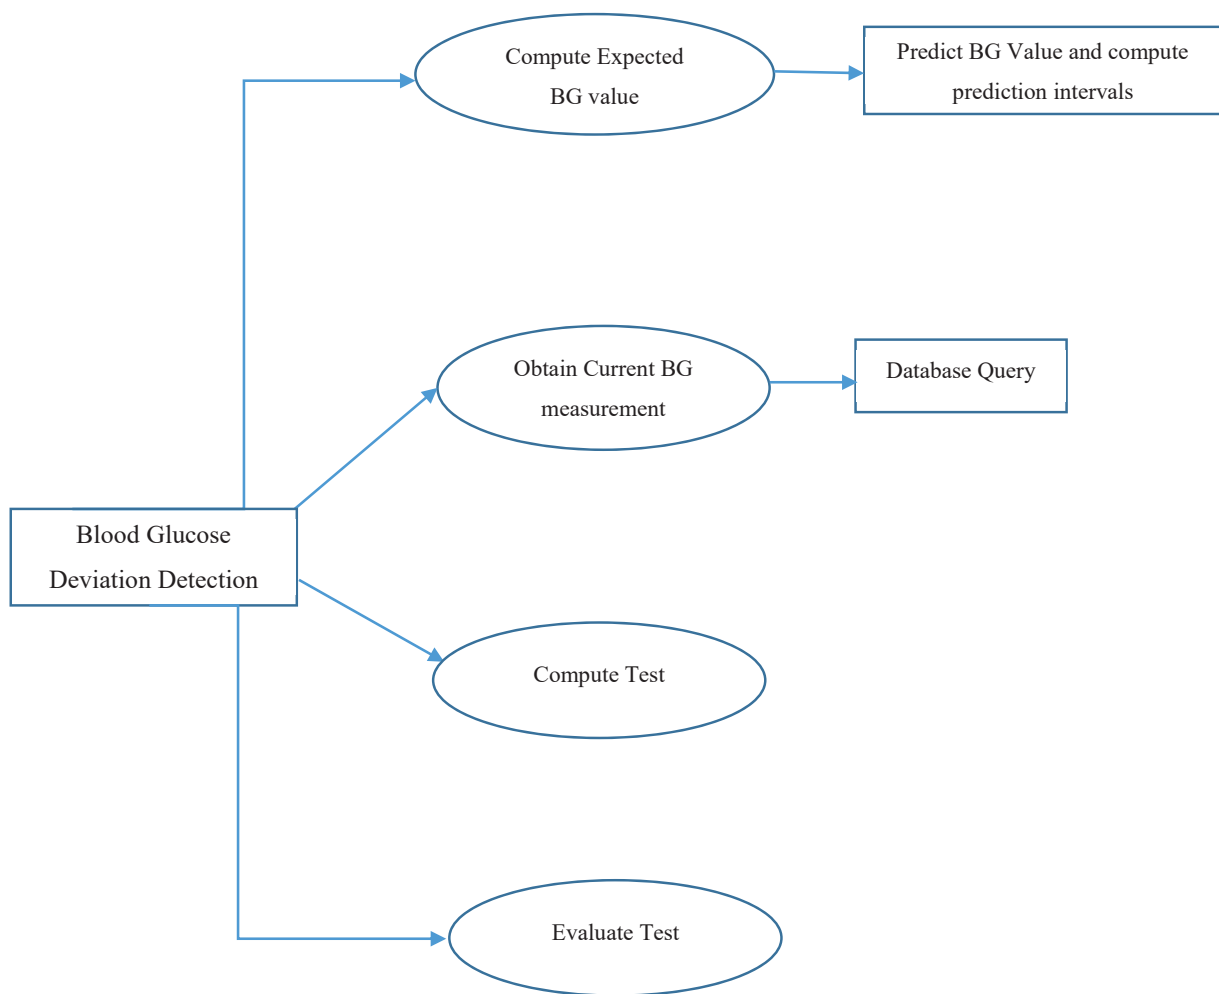 Compute Expected
BG value
Predict BG Value and compute
prediction intervals
Obtain Current BG
measurement
Database Query
Blood Glucose
Deviation Detection
Compute Test
Evaluate Test